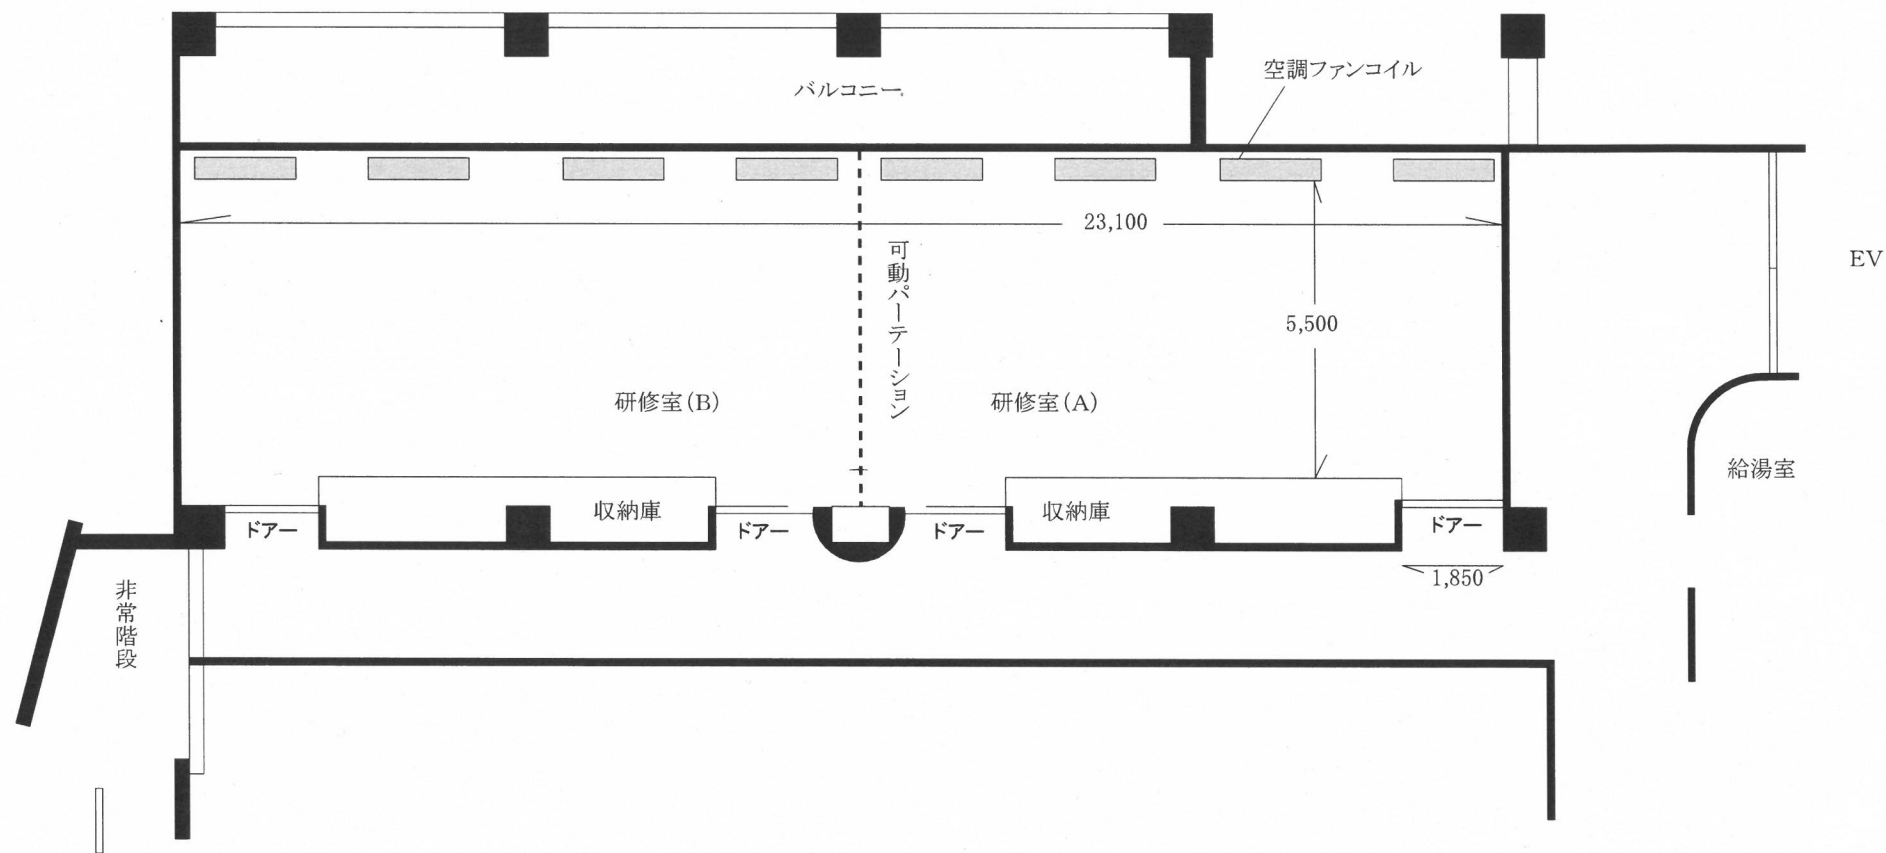 バルコニー
空調ファンコイル
23,100
可動パーテーション
EV
5,500
研修室(B)
研修室(A)
給湯室
収納庫
収納庫
ドアー
ドアー
ドアー
ドアー
1,850
非常階段